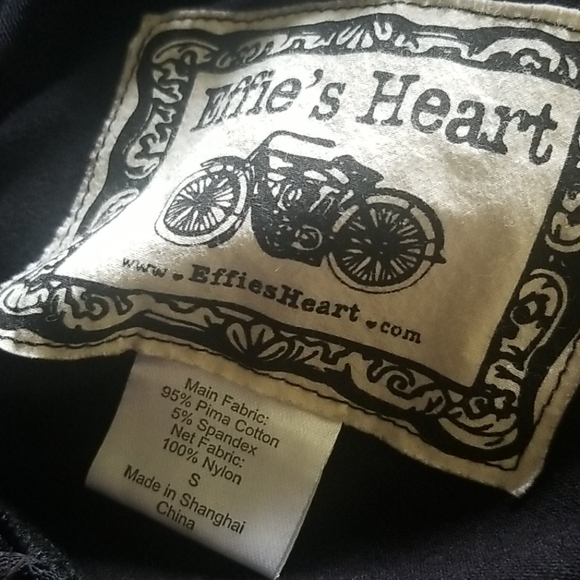 Effie's Heart
www.EffiesHeart.com
Main Fabric:
95% Pima Cotton
5% Spandex
Net Fabric:
100% Nylon
S
Made in Shanghai
China